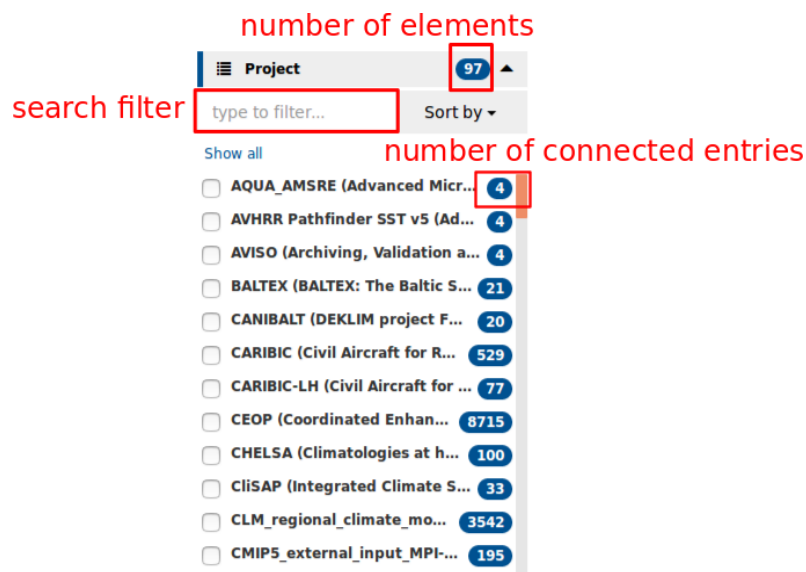 number of elements
Project 97
search filter type to filter... Sort by
Show all number of connected entries
AQUA_AMSRE (Advanced Micr... 4
AVHRR Pathfinder SST v5 (Ad... 4
AVISO (Archiving, Validation a... 4
BALTEX (BALTEX: The Baltic S... 21
CANIBALT (DEKLIM project F... 20
CARIBIC (Civil Aircraft for R... 529
CARIBIC-LH (Civil Aircraft for ... 77
CEOP (Coordinated Enhan... 8715
CHELSA (Climatologies at h... 100
CliSAP (Integrated Climate S... 33
CLM_regional_climate_mo... 3542
CMIP5_external_input_MPI-... 195